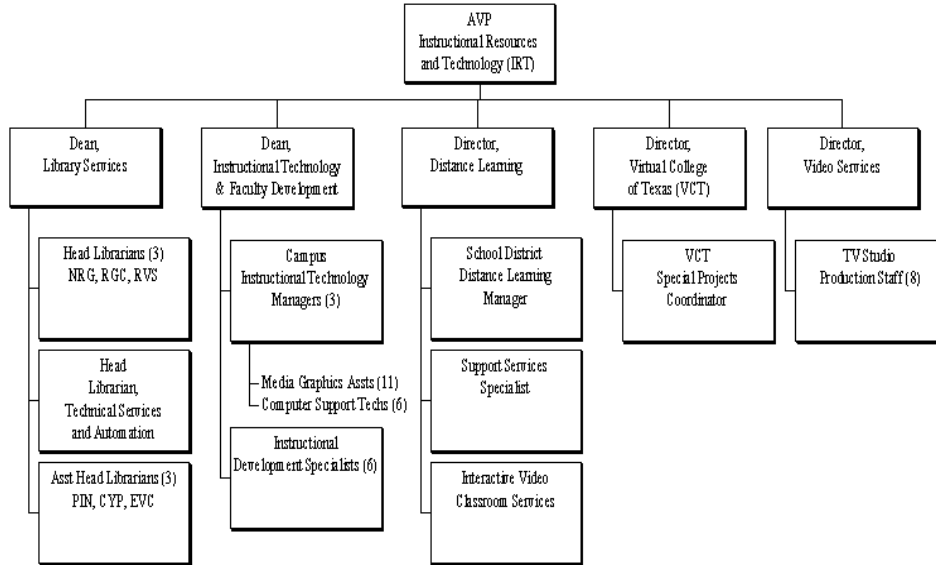 AVP
Instructional Resources
and Technology (IRT)
Dean,
Library Services
Dean,
Instructional Technology
& Faculty Development
Director,
Distance Learning
Director,
Virtual College
of Texas (VCT)
Director,
Video Services
Head Librarians (3)
NRG, RGC, RVS
Head
Librarian,
Technical Services
and Automation
Asst Head Librarians (3)
PIN, CYP, EVC
Campus
Instructional Technology
Managers (3)
Media Graphics Assts (11)
Computer Support Techs (6)
Instructional
Development Specialists (6)
School District
Distance Learning
Manager
Support Services
Specialist
Interactive Video
Classroom Services
VCT
Special Projects
Coordinator
TV Studio
Production Staff (8)